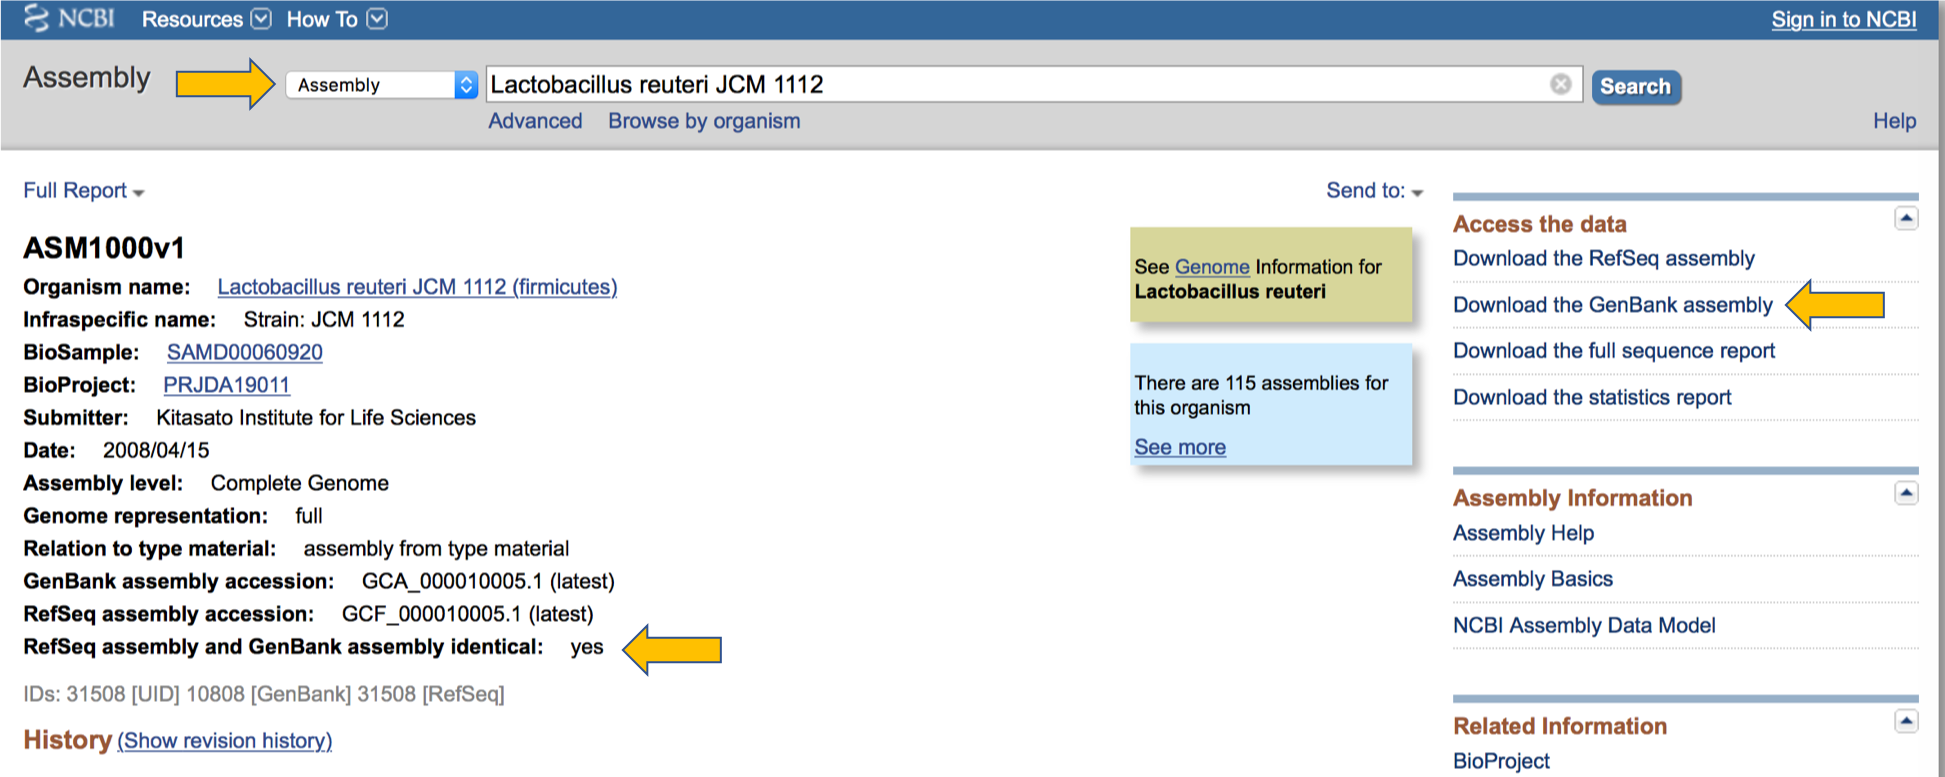 NCBI Resources How To Sign in to NCBI
Assembly Assembly Lactobacillus reuteri JCM 1112 Search
Advanced Browse by organism Help
Full Report Send to:
ASM1000v1
Organism name: Lactobacillus reuteri JCM 1112 (firmicutes)
Infraspecific name: Strain: JCM 1112
BioSample: SAMD00060920
BioProject: PRJDA19011
Submitter: Kitasato Institute for Life Sciences
Date: 2008/04/15
Assembly level: Complete Genome
Genome representation: full
Relation to type material: assembly from type material
GenBank assembly accession: GCA_000010005.1 (latest)
RefSeq assembly accession: GCF_000010005.1 (latest)
RefSeq assembly and GenBank assembly identical: yes
IDs: 31508 [UID] 10808 [GenBank] 31508 [RefSeq]
History (Show revision history)
See Genome Information for
Lactobacillus reuteri
There are 115 assemblies for
this organism
See more
Access the data
Download the RefSeq assembly
Download the GenBank assembly
Download the full sequence report
Download the statistics report
Assembly Information
Assembly Help
Assembly Basics
NCBI Assembly Data Model
Related Information
BioProject